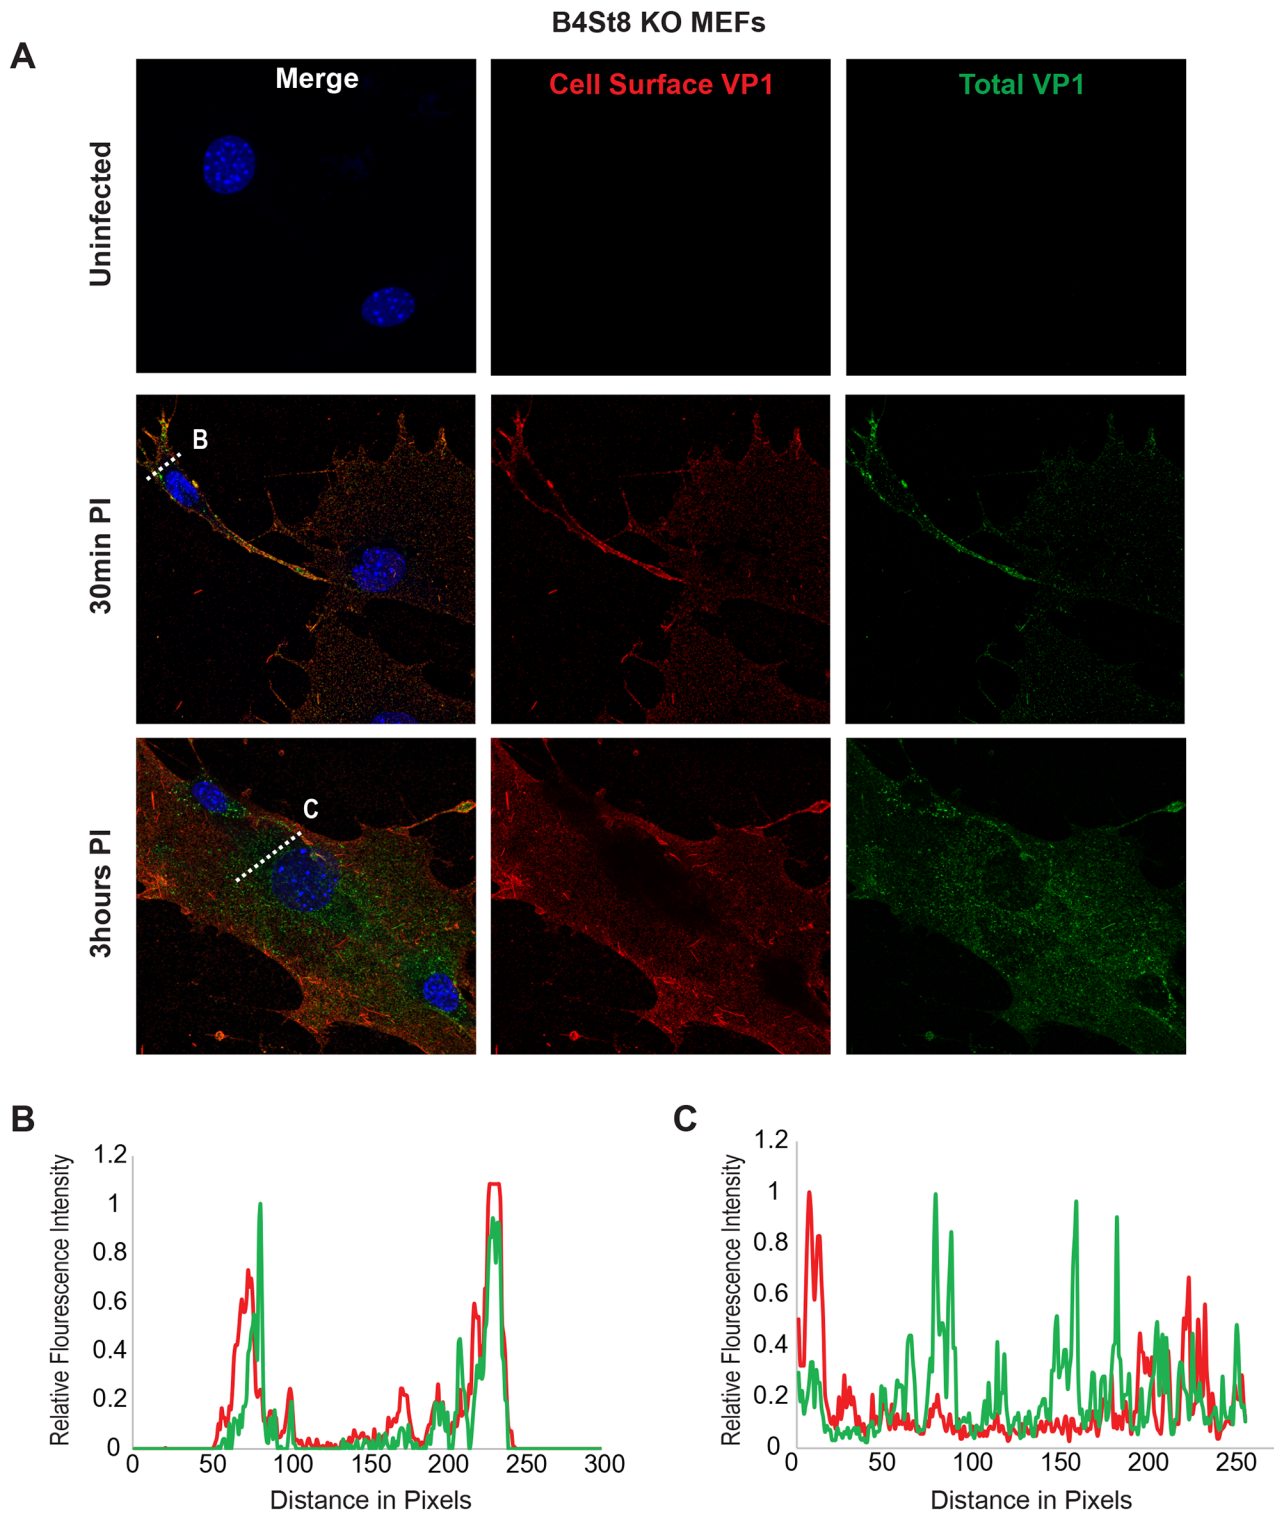 B4St8 KO MEFs
A
Merge
Cell Surface VP1
Total VP1
Uninfected
B
30min PI
C
3hours PI
B
Relative Flourescence Intensity
1.2
1
0.8
0.6
0.4
0.2
0
0 50 100 150 200 250 300
Distance in Pixels
C
Relative Flourescence Intensity
1.2
1
0.8
0.6
0.4
0.2
0
0 50 100 150 200 250
Distance in Pixels